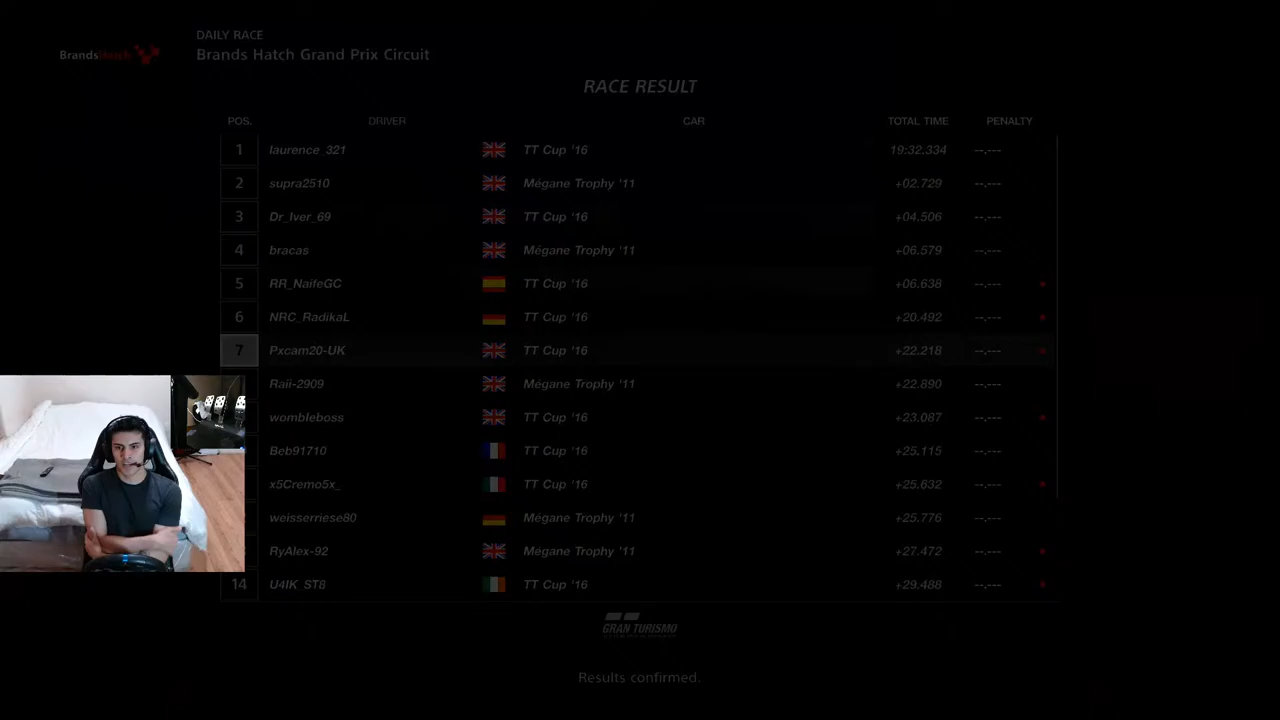 DAILY RACE
BrandsHatch Brands Hatch Grand Prix Circuit
RACE RESULT
POS. DRIVER CAR TOTAL TIME PENALTY
1 laurence_321 TT Cup '16 19:32.334 --.---
2 supra2510 Mégane Trophy '11 +02.729 --.---
3 Dr_Iver_69 TT Cup '16 +04.506 --.---
4 bracas Mégane Trophy '11 +06.579 --.---
5 RR_NaifeGC TT Cup '16 +06.638 --.---
6 NRC_RadikaL TT Cup '16 +20.492 --.---
7 Pxcam20-UK TT Cup '16 +22.218 --.---
Raii-2909 Mégane Trophy '11 +22.890 --.---
wombleboss TT Cup '16 +23.087 --.---
Beb91710 TT Cup '16 +25.115 --.---
x5Cremo5x_ TT Cup '16 +25.632 --.---
weisserriese80 Mégane Trophy '11 +25.776 --.---
RyAlex-92 Mégane Trophy '11 +27.472 --.---
14 U4IK_ST8 TT Cup '16 +29.488 --.---
GRAN TURISMO
Results confirmed.